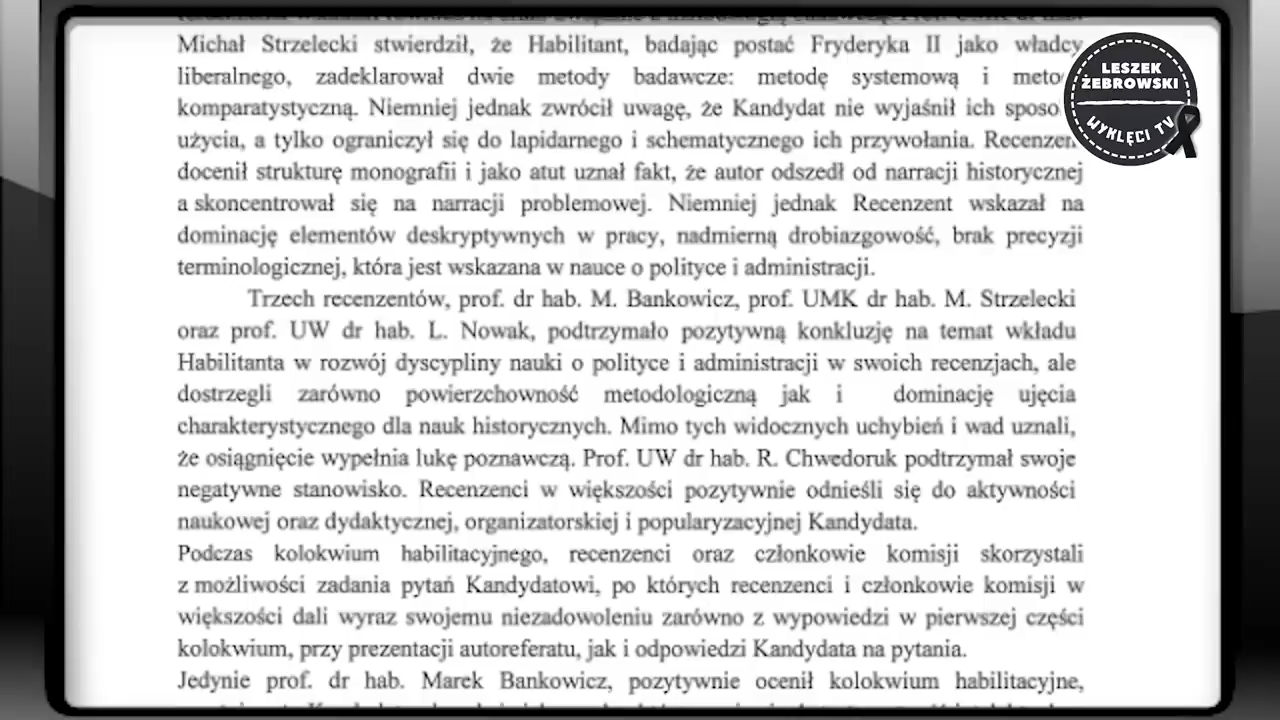 Michał Strzelecki stwierdził, że Habilitant, badając postać Fryderyka II jako władcy
liberalnego, zadeklarował dwie metody badawcze: metodę systemową i
komparatystyczną. Niemniej jednak zwrócił uwagę, że Kandydat nie wyjaśnił ich
użycia, a tylko ograniczył się do lapidarnego i schematycznego ich przywołania.
docenił strukturę monografii i jako atut uznał fakt, że autor odszedł od narracji historycznej
a skoncentrował się na narracji problemowej. Niemniej jednak Recenzent wskazał na
dominację elementów deskryptywnych w pracy, nadmierną drobiazgowość, brak precyzji
terminologicznej, która jest wskazana w nauce o polityce i administracji.
Trzech recenzentów, prof. dr hab. M. Bankowicz, prof. UMK dr hab. M. Strzelecki
oraz prof. UW dr hab. L. Nowak, podtrzymało pozytywną konkluzję na temat wkładu
Habilitanta w rozwój dyscypliny nauki o polityce i administracji w swoich recenzjach, ale
dostrzegli zarówno powierzchowność metodologiczną jak i dominację ujęcia
charakterystycznego dla nauk historycznych. Mimo tych widocznych uchybień i wad uznali,
że osiągnięcie wypełnia lukę poznawczą. Prof. UW dr hab. R. Chwedoruk podtrzymał swoje
negatywne stanowisko. Recenzenci w większości pozytywnie odnieśli się do aktywności
naukowej oraz dydaktycznej, organizatorskiej i popularyzacyjnej Kandydata.
Podczas kolokwium habilitacyjnego, recenzenci oraz członkowie komisji skorzystali
z możliwości zadania pytań Kandydatowi, po których recenzenci i członkowie komisji w
większości dali wyraz swojemu niezadowoleniu zarówno z wypowiedzi w pierwszej części
kolokwium, przy prezentacji autoreferatu, jak i odpowiedzi Kandydata na pytania.
Jedynie prof. dr hab. Marek Bankowicz, pozytywnie ocenił kolokwium habilitacyjne,
LESZEK
ŻEBROWSKI
WYKLĘCI TV